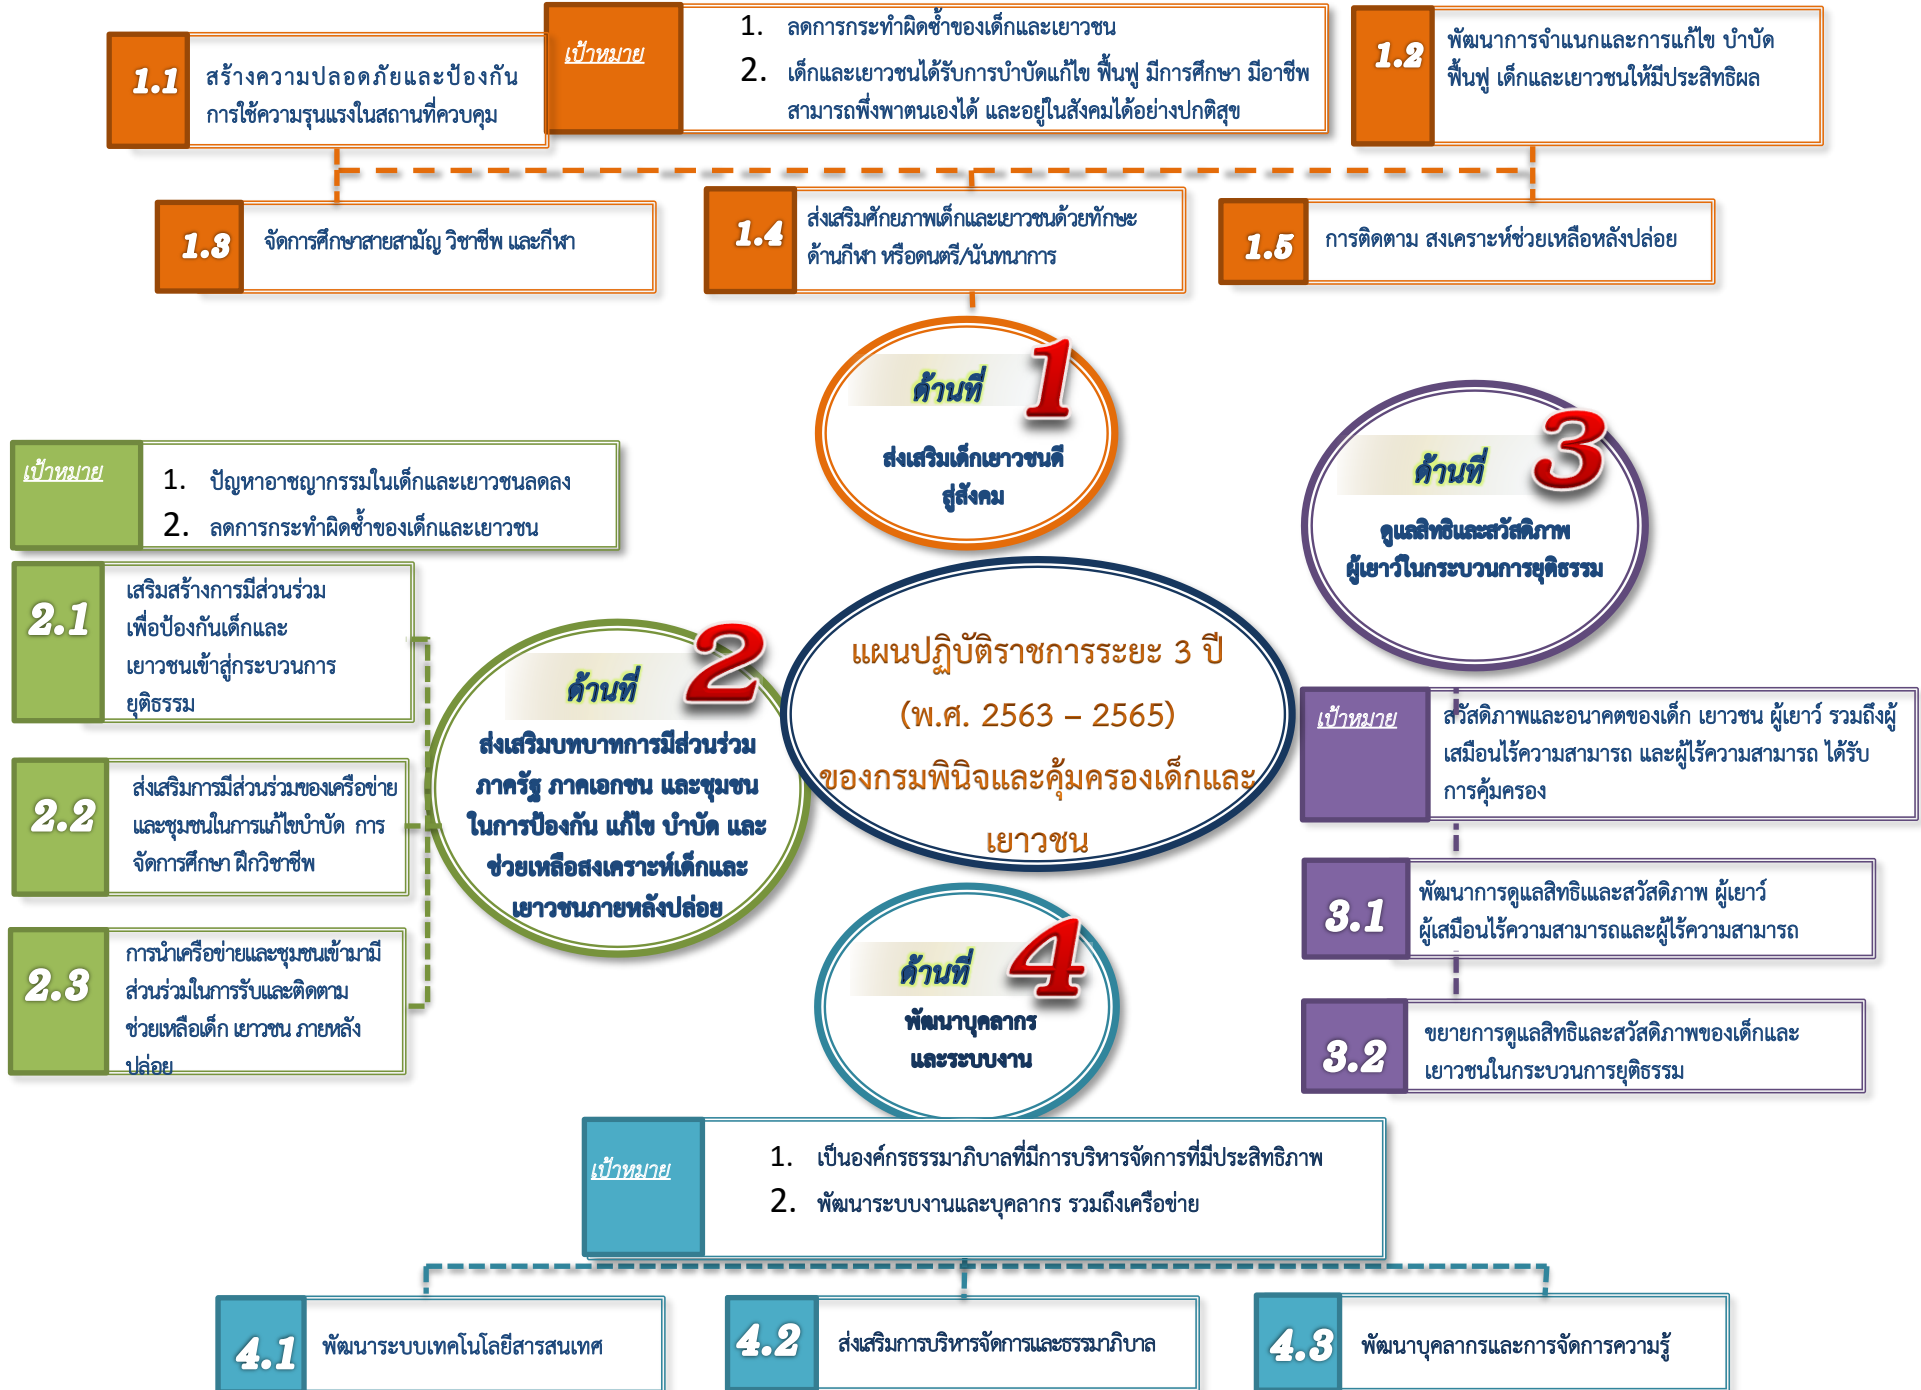 เป้าหมาย
1. ลดการกระทำผิดซ้ำของเด็กและเยาวชน
2. เด็กและเยาวชนได้รับการบำบัดแก้ไข ฟื้นฟู มีการศึกษา มีอาชีพ
สามารถพึ่งพาตนเองได้ และอยู่ในสังคมได้อย่างปกติสุข
1.1
สร้างความปลอดภัยและป้องกัน
การใช้ความรุนแรงในสถานที่ควบคุม
1.2
พัฒนาการจำแนกและการแก้ไข บำบัด
ฟื้นฟู เด็กและเยาวชนให้มีประสิทธิผล
1.3
จัดการศึกษาสายสามัญ วิชาชีพ และกีฬา
1.4
ส่งเสริมศักยภาพเด็กและเยาวชนด้วยทักษะ
ด้านกีฬา หรือดนตรี/นันทนาการ
1.5
การติดตาม สงเคราะห์ช่วยเหลือหลังปล่อย
ด้านที่ 1
ส่งเสริมเด็กเยาวชนดี
สู่สังคม
เป้าหมาย
1. ปัญหาอาชญากรรมในเด็กและเยาวชนลดลง
2. ลดการกระทำผิดซ้ำของเด็กและเยาวชน
2.1
เสริมสร้างการมีส่วนร่วม
เพื่อป้องกันเด็กและ
เยาวชนเข้าสู่กระบวนการ
ยุติธรรม
2.2
ส่งเสริมการมีส่วนร่วมของเครือข่าย
และชุมชนในการแก้ไขบำบัด การ
จัดการศึกษา ฝึกวิชาชีพ
2.3
การนำเครือข่ายและชุมชนเข้ามามี
ส่วนร่วมในการรับและติดตาม
ช่วยเหลือเด็ก เยาวชน ภายหลัง
ปล่อย
ด้านที่ 2
ส่งเสริมบทบาทการมีส่วนร่วม
ภาครัฐ ภาคเอกชน และชุมชน
ในการป้องกัน แก้ไข บำบัด และ
ช่วยเหลือสงเคราะห์เด็กและ
เยาวชนภายหลังปล่อย
แผนปฏิบัติราชการระยะ 3 ปี
(พ.ศ. 2563 – 2565)
ของกรมพินิจและคุ้มครองเด็กและ
เยาวชน
ด้านที่ 3
ดูแลสิทธิและสวัสดิภาพ
ผู้เยาว์ในกระบวนการยุติธรรม
เป้าหมาย
สวัสดิภาพและอนาคตของเด็ก เยาวชน ผู้เยาว์ รวมถึงผู้
เสมือนไร้ความสามารถ และผู้ไร้ความสามารถ ได้รับ
การคุ้มครอง
3.1
พัฒนาการดูแลสิทธิและสวัสดิภาพ ผู้เยาว์
ผู้เสมือนไร้ความสามารถและผู้ไร้ความสามารถ
3.2
ขยายการดูแลสิทธิและสวัสดิภาพของเด็กและ
เยาวชนในกระบวนการยุติธรรม
ด้านที่ 4
พัฒนาบุคลากร
และระบบงาน
เป้าหมาย
1. เป็นองค์กรธรรมาภิบาลที่มีการบริหารจัดการที่มีประสิทธิภาพ
2. พัฒนาระบบงานและบุคลากร รวมถึงเครือข่าย
4.1
พัฒนาระบบเทคโนโลยีสารสนเทศ
4.2
ส่งเสริมการบริหารจัดการและธรรมาภิบาล
4.3
พัฒนาบุคลากรและการจัดการความรู้